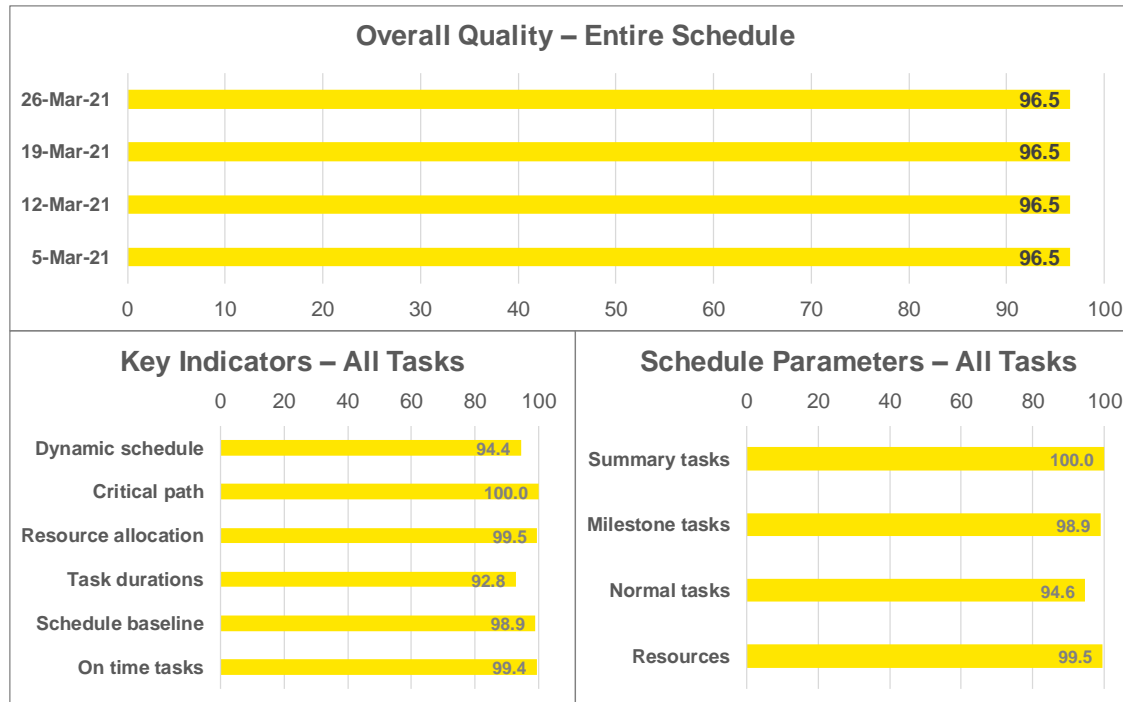 Overall Quality – Entire Schedule
26-Mar-21 96.5
19-Mar-21 96.5
12-Mar-21 96.5
5-Mar-21 96.5
0 10 20 30 40 50 60 70 80 90 100
Key Indicators – All Tasks
0 20 40 60 80 100
Dynamic schedule 94.4
Critical path 100.0
Resource allocation 99.5
Task durations 92.8
Schedule baseline 98.9
On time tasks 99.4
Schedule Parameters – All Tasks
0 20 40 60 80 100
Summary tasks 100.0
Milestone tasks 98.9
Normal tasks 94.6
Resources 99.5